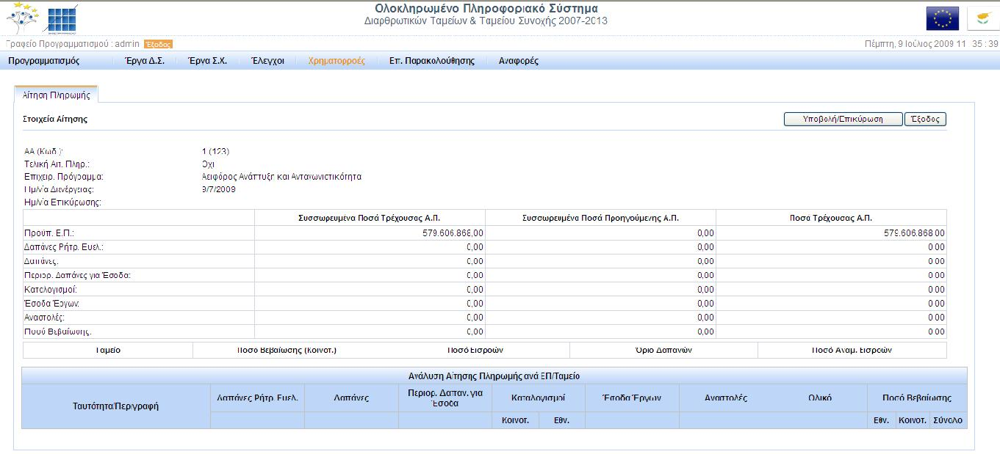 Ολοκληρωμένο Πληροφοριακό Σύστημα
Διαρθρωτικών Ταμείων & Ταμείου Συνοχής 2007-2013
Γραφείο Προγραμματισμού : admin Έξοδος
Πέμπτη, 9 Ιούλιος 2009 11 : 35 : 39
Προγραμματισμός Έργα Δ.Σ. Έργα Σ.Χ. Έλεγχοι Χρηματορροές Επ. Παρακολούθησης Αναφορές
Αίτηση Πληρωμής
Στοιχεία Αίτησης Υποβολή/Επικύρωση Έξοδος
ΑΑ (Κωδ.): 1 (123)
Τελική Αιτ. Πληρ.: Όχι
Επιχειρ. Πρόγραμμα: Αειφόρος Ανάπτυξη και Ανταγωνιστικότητα
Ημ/νία Διενέργειας: 9/7/2009
Ημ/νία Επικύρωσης:
Συσσωρευμένα Ποσά Τρέχουσας Α.Π. Συσσωρευμένα Ποσά Προηγούμενης Α.Π. Ποσά Τρέχουσας Α.Π.
Προϋπ. Ε.Π.: 579.606.868,00 0,00 579.606.868,00
Δαπάνες Ρήτρ. Ευελ.: 0,00 0,00 0,00
Δαπάνες: 0,00 0,00 0,00
Περιορ. Δαπάνες για Έσοδα: 0,00 0,00 0,00
Καταλογισμοί: 0,00 0,00 0,00
Έσοδα Έργων: 0,00 0,00 0,00
Αναστολές: 0,00 0,00 0,00
Ποσό Βεβαίωσης: 0,00 0,00 0,00
Ταμείο Ποσό Βεβαίωσης (Κοινοτ.) Ποσό Εισροών Όριο Δαπανών Ποσό Αναμ. Εισροών
Ανάλυση Αίτησης Πληρωμής ανά ΕΠ/Ταμείο
Ταυτότητα/Περιγραφή Δαπάνες Ρήτρ. Ευελ. Δαπάνες Περιορ. Δαπαν. για Έσοδα Καταλογισμοί Έσοδα Έργων Αναστολές Ολικό Ποσό Βεβαίωσης
Κοινοτ. Εθν. Εθν. Κοινοτ. Σύνολο